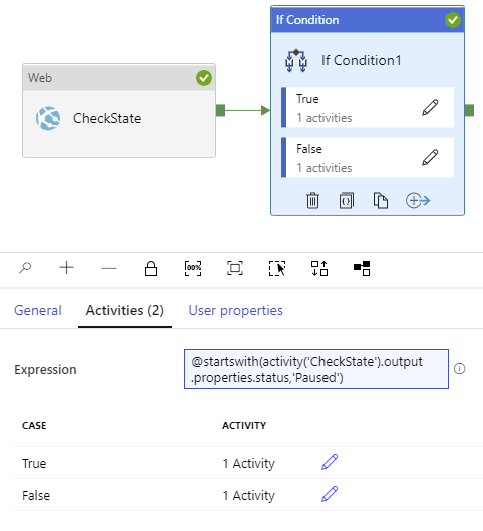 Web
CheckState
If Condition
If Condition1
True
1 activities
False
1 activities
100%
General
Activities (2)
User properties
Expression
@startswith(activity('CheckState').output
.properties.status,'Paused')
CASE
ACTIVITY
True
1 Activity
False
1 Activity